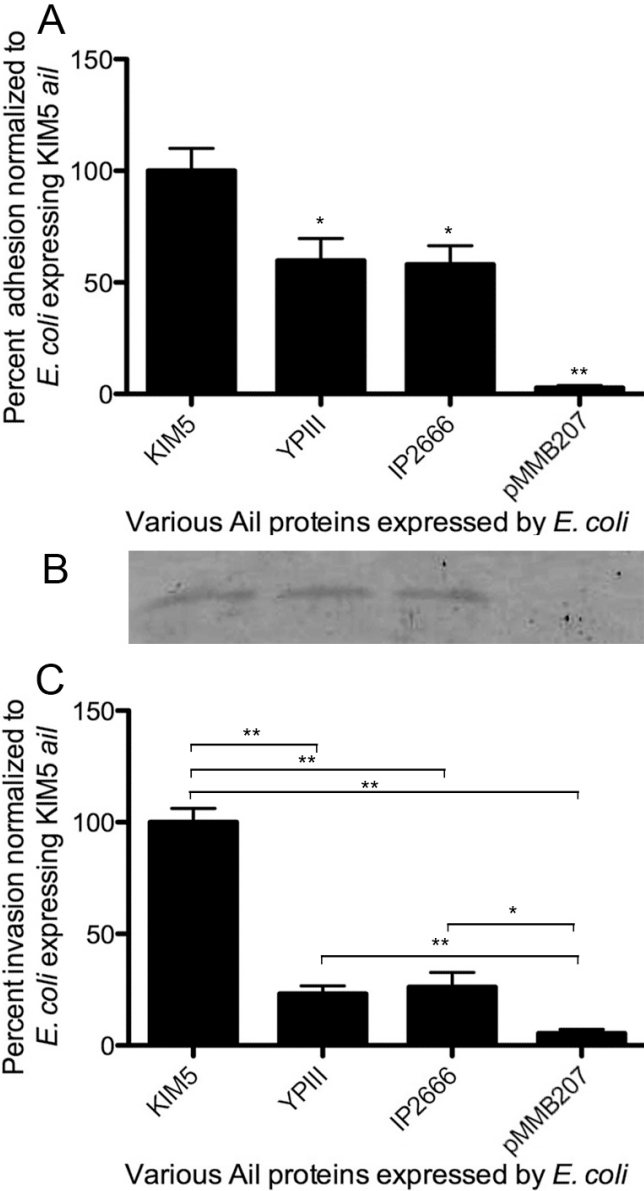 A
Percent adhesion normalized to
E. coli expressing KIM5 ail
150
100
50
0
*
*
**
KIM5
YPIII
IP2666
pMMB207
Various Ail proteins expressed by E. coli
B
C
Percent invasion normalized to
E. coli expressing KIM5 ail
150
100
50
0
**
**
**
*
**
KIM5
YPIII
IP2666
pMMB207
Various Ail proteins expressed by E. coli